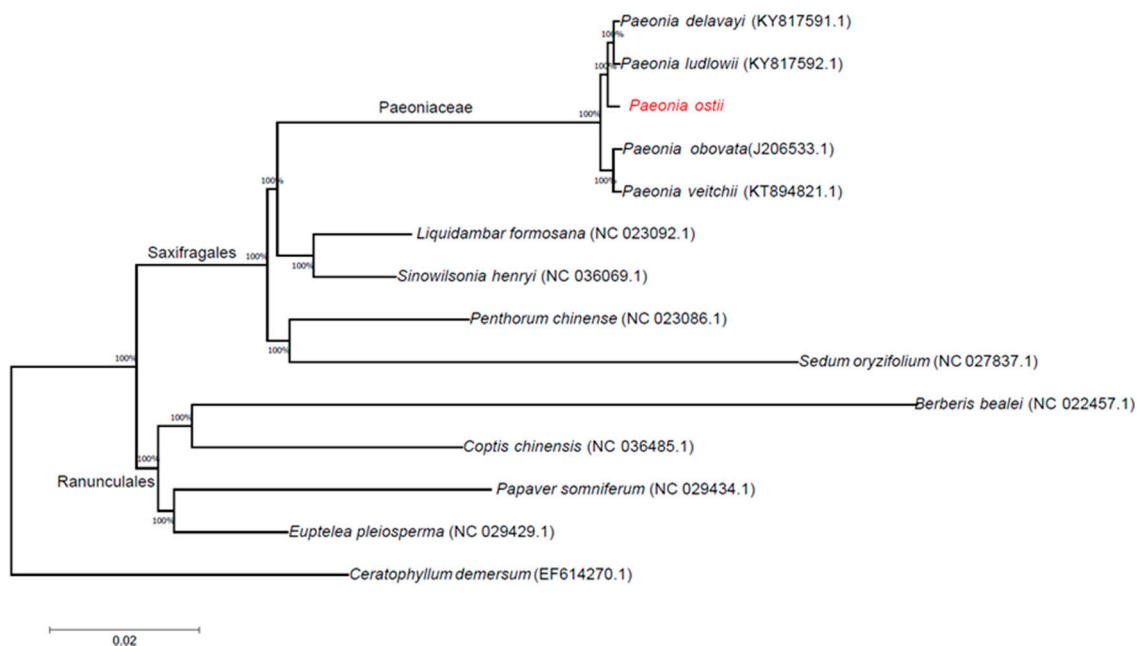 Paeonia delavayi (KY817591.1)
100%
Paeonia ludlowii (KY817592.1)
100%
Paeoniaceae
Paeonia ostii
100%
Paeonia obovata(J206533.1)
100%
Paeonia veitchii (KT894821.1)
100%
Liquidambar formosana (NC 023092.1)
Saxifragales
100%
100%
Sinowilsonia henryi (NC 036069.1)
Penthorum chinense (NC 023086.1)
100%
100%
Sedum oryzifolium (NC 027837.1)
Berberis bealei (NC 022457.1)
100%
Coptis chinensis (NC 036485.1)
100%
Ranunculales
Papaver somniferum (NC 029434.1)
100%
Euptelea pleiosperma (NC 029429.1)
Ceratophyllum demersum (EF614270.1)
0.02